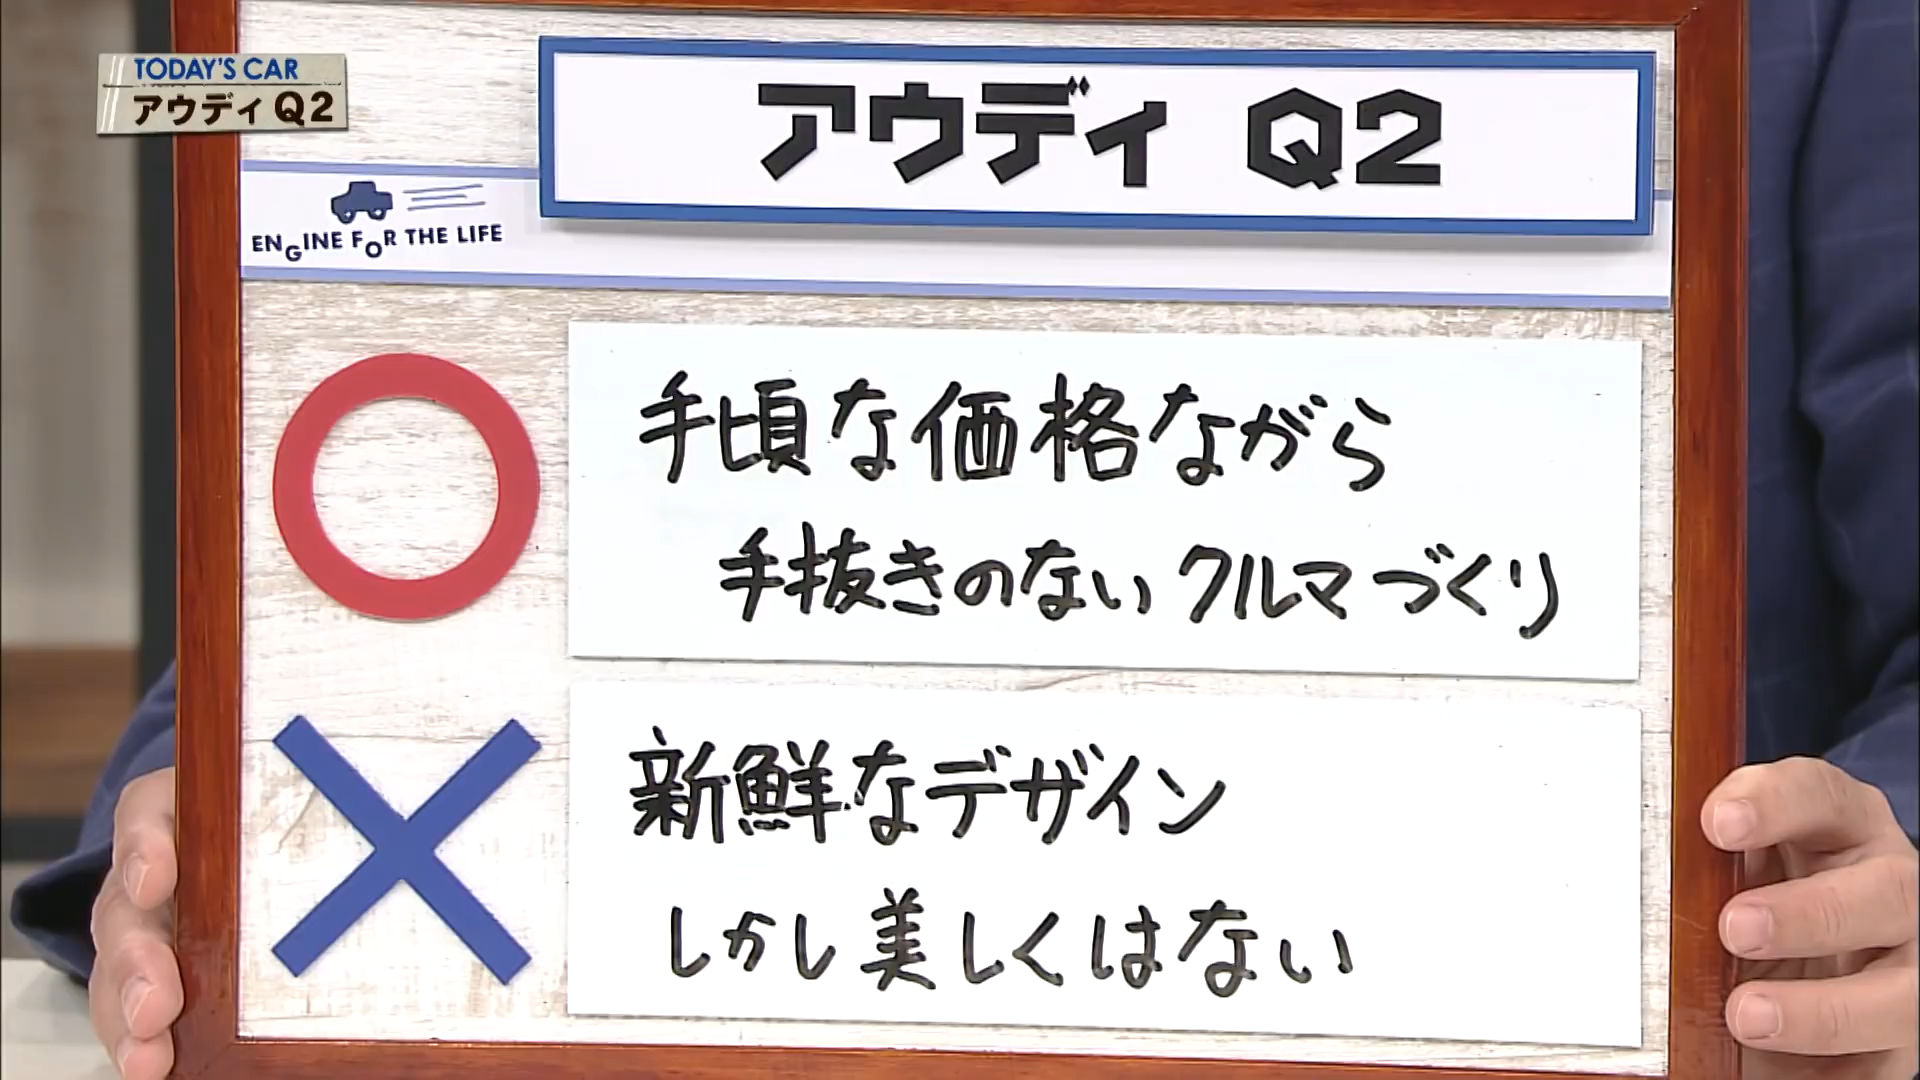 TODAY'S CAR
アウディ Q2
アウディ Q2
ENGINE FOR THE LIFE
手頃な価格ながら
手抜きのないクルマづくり
新鮮なデザイン
しかし美しくはない